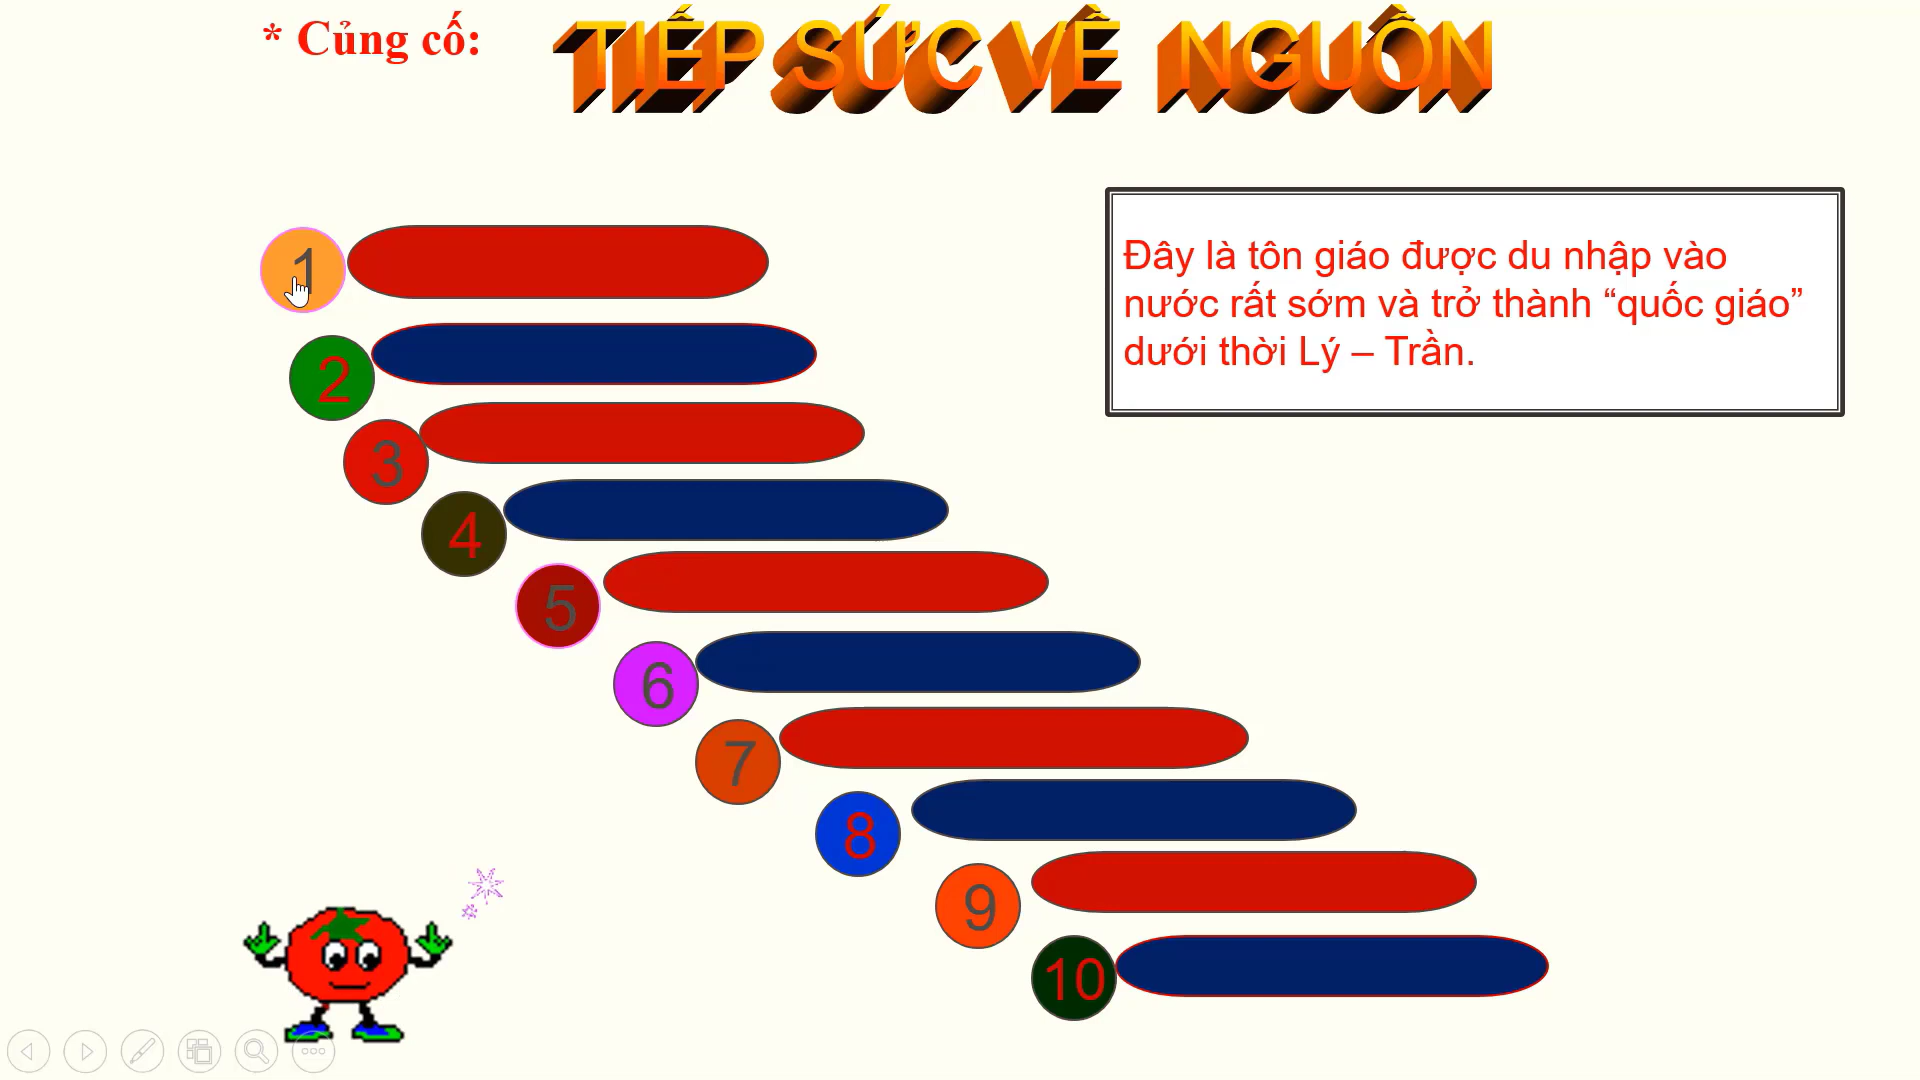 * Củng cố:
TIẾP SỨC VỀ NGUỒN
Đây là tôn giáo được du nhập vào
nước rất sớm và trở thành “quốc giáo”
dưới thời Lý – Trần.
1
2
3
4
5
6
7
8
9
10